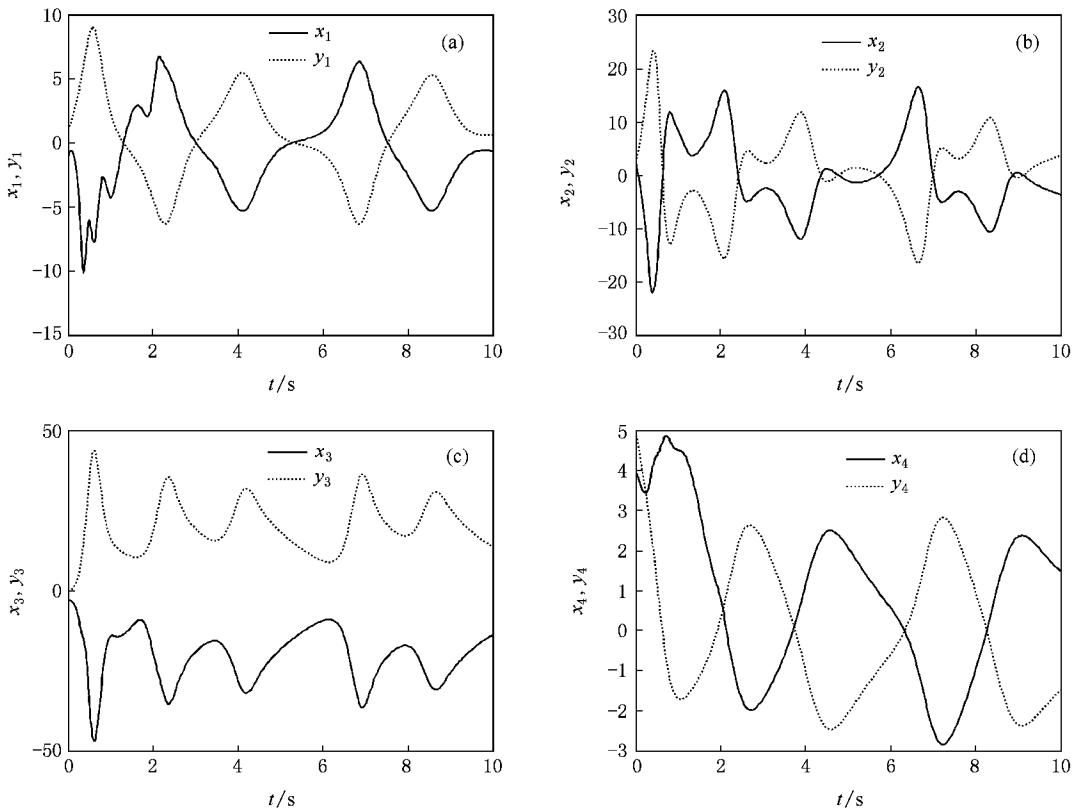 10
5
0
−5
−10
−15
x₁, y₁
x₁
y₁
(a)
0 2 4 6 8 10
t/s
30
20
10
0
−10
−20
−30
x₂, y₂
x₂
y₂
(b)
0 2 4 6 8 10
t/s
50
0
−50
x₃, y₃
x₃
y₃
(c)
0 2 4 6 8 10
t/s
5
4
3
2
1
0
−1
−2
−3
x₄, y₄
x₄
y₄
(d)
0 2 4 6 8 10
t/s